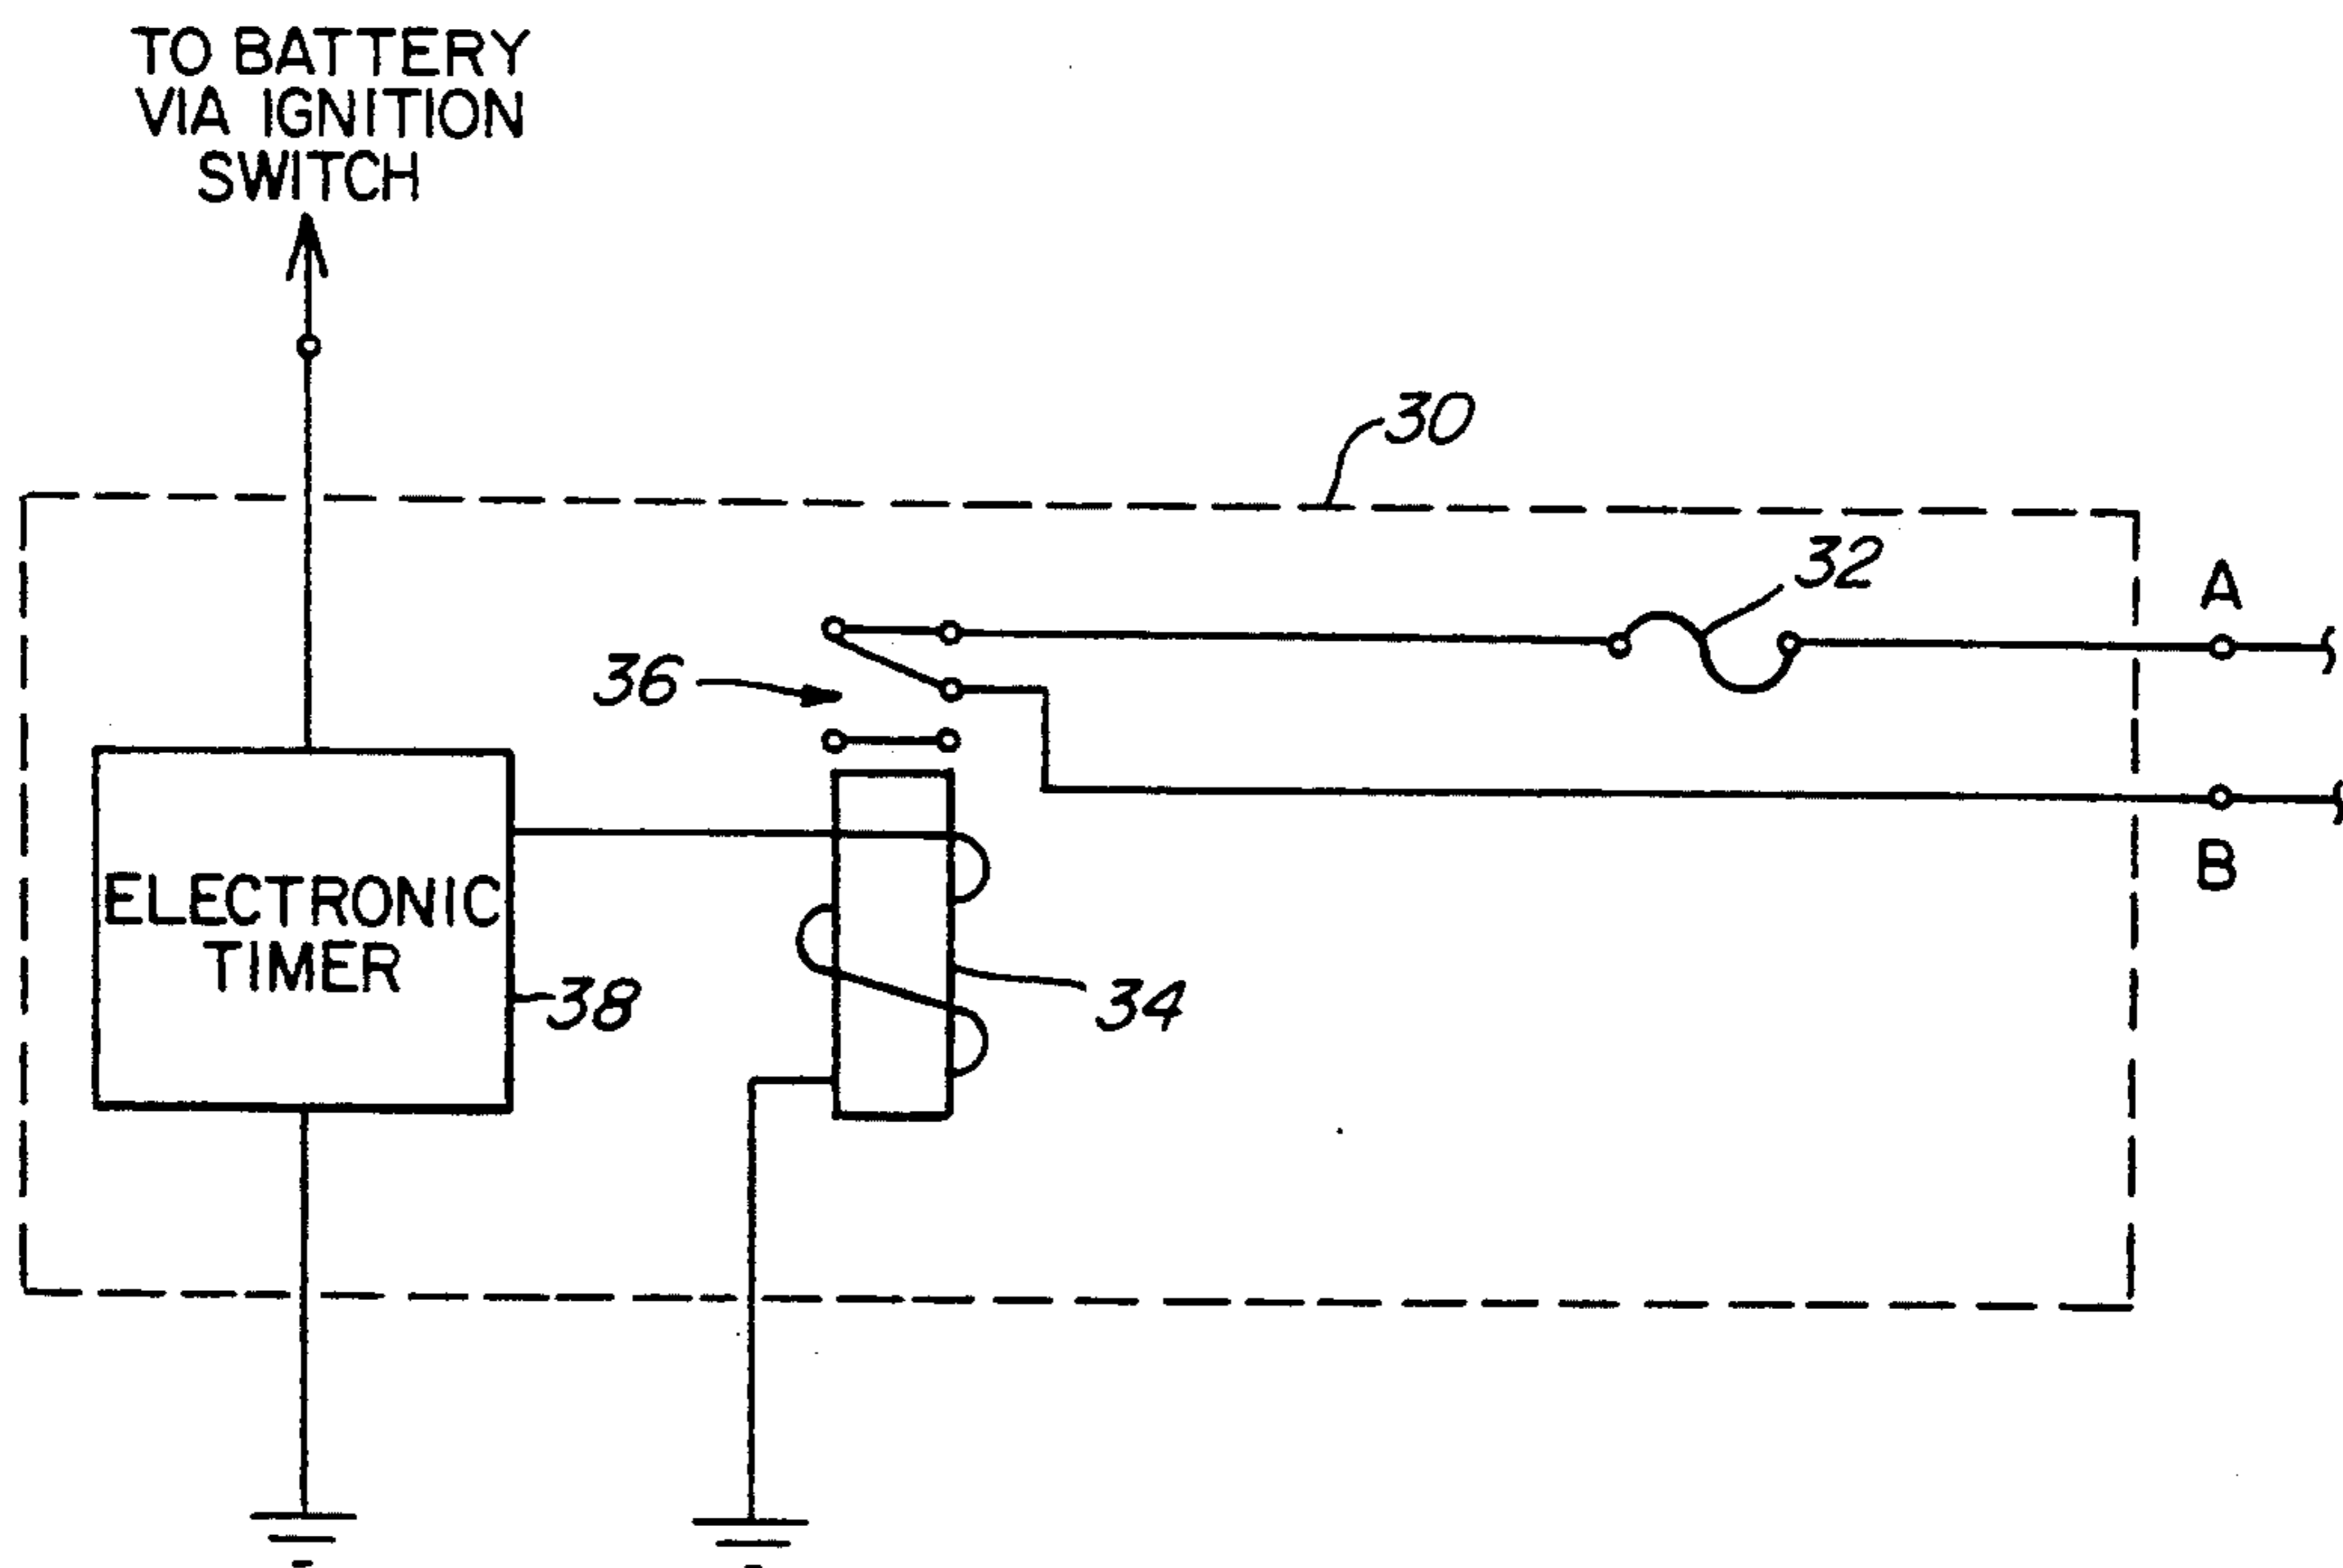 TO BATTERY
VIA IGNITION
SWITCH
30
32
A
36
B
ELECTRONIC
TIMER
38
34